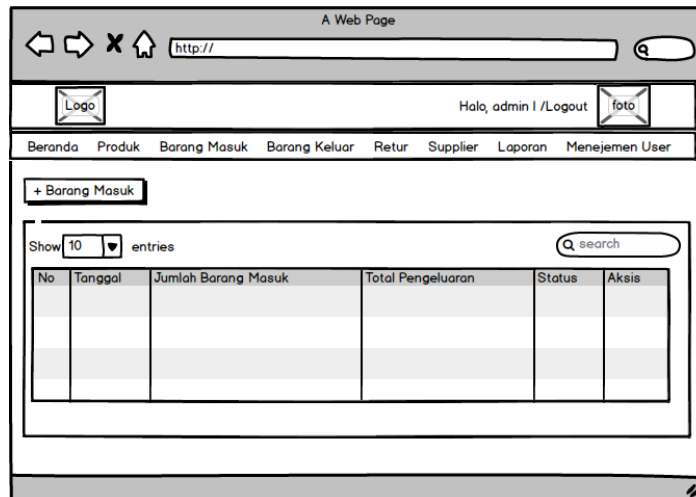 A Web Page
http://
Logo
Halo, admin I /Logout
foto
Beranda Produk Barang Masuk Barang Keluar Retur Supplier Laporan Menejemen User
+ Barang Masuk
Show 10 entries
search
No Tanggal Jumlah Barang Masuk Total Pengeluaran Status Aksis